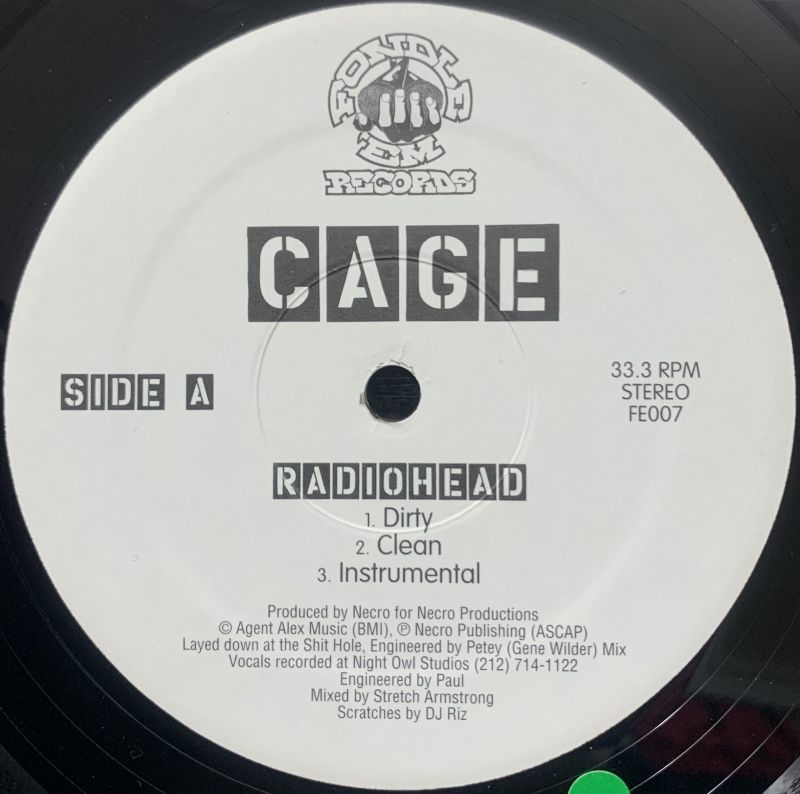 FONDLE
'EM
RECORDS
CAGE
SIDE A
33.3 RPM
STEREO
FE007
RADIOHEAD
1. Dirty
2. Clean
3. Instrumental
Produced by Necro for Necro Productions
© Agent Alex Music (BMI), ℗ Necro Publishing (ASCAP)
Layed down at the Shit Hole, Engineered by Petey (Gene Wilder) Mix
Vocals recorded at Night Owl Studios (212) 714-1122
Engineered by Paul
Mixed by Stretch Armstrong
Scratches by DJ Riz